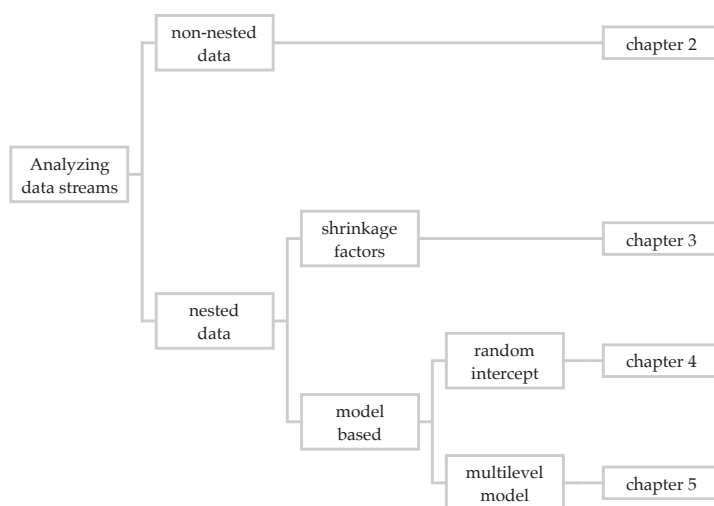 non-nested
data
chapter 2
Analyzing
data streams
shrinkage
factors
chapter 3
nested
data
random
intercept
chapter 4
model
based
multilevel
model
chapter 5